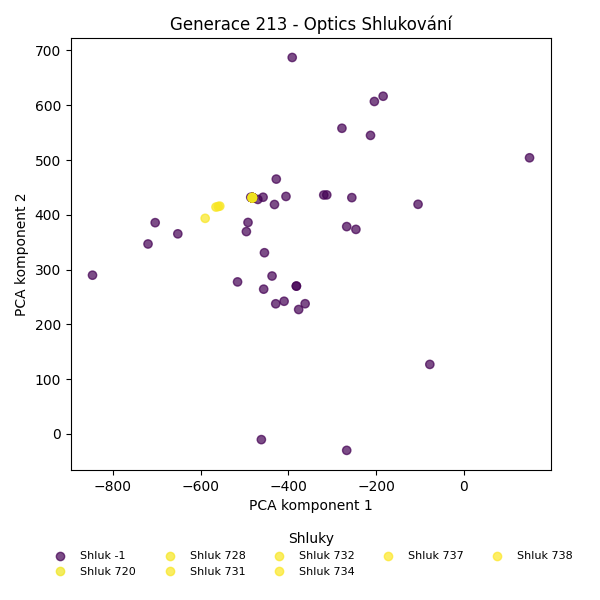 Generace 213 - Optics Shlukování
PCA komponent 2
700
600
500
400
300
200
100
0
−800 −600 −400 −200 0
PCA komponent 1
Shluky
Shluk -1 Shluk 728 Shluk 732 Shluk 737 Shluk 738
Shluk 720 Shluk 731 Shluk 734